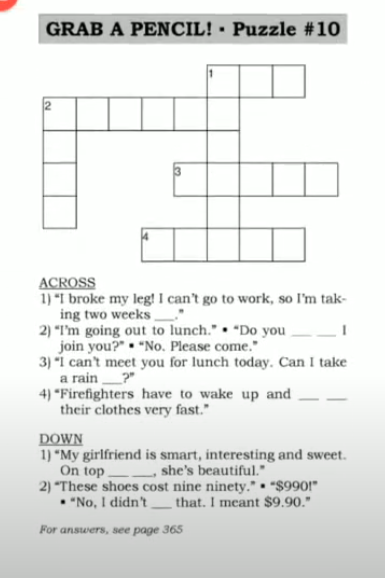 GRAB A PENCIL! · Puzzle #10
1
2
3
4
ACROSS
1) “I broke my leg! I can’t go to work, so I’m tak-
ing two weeks ___.”
2) “I’m going out to lunch.” • “Do you ___ ___ I
join you?” • “No. Please come.”
3) “I can’t meet you for lunch today. Can I take
a rain ___?”
4) “Firefighters have to wake up and ___ ___
their clothes very fast.”
DOWN
1) “My girlfriend is smart, interesting and sweet.
On top ___ ___, she’s beautiful.”
2) “These shoes cost nine ninety.” • “$990!”
• “No, I didn’t ___ that. I meant $9.90.”
For answers, see page 365